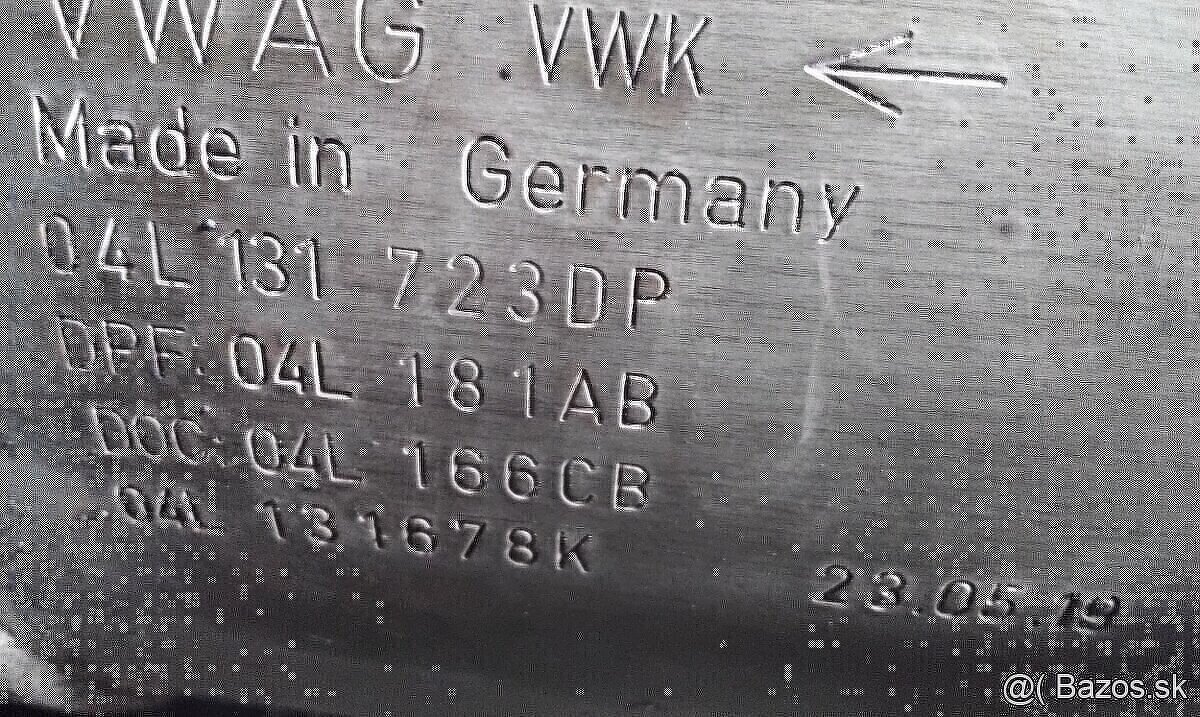 VWAG VWK
Made in Germany
04L 131 723DP
DPF: 04L 181AB
DOC: 04L 166CB
04L 131678K
23.05.19
@( Bazos.sk